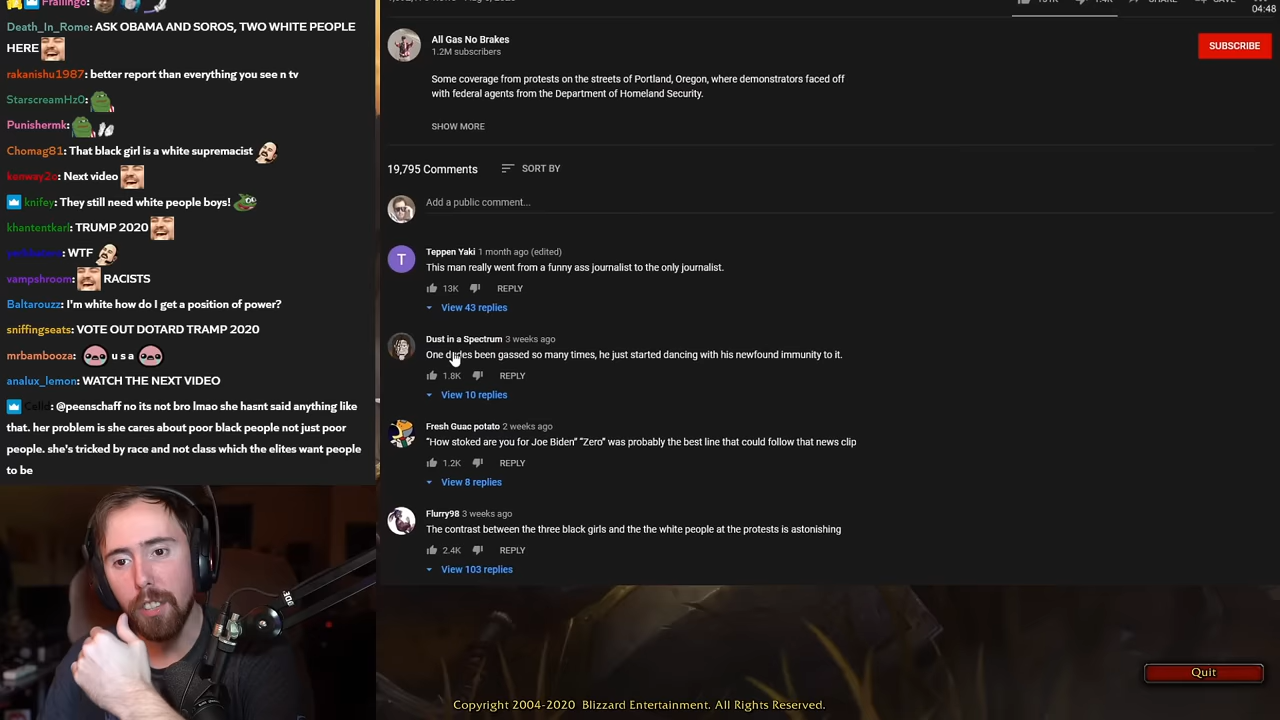 Frailingo:
Death_In_Rome: ASK OBAMA AND SOROS, TWO WHITE PEOPLE
HERE
rakanishu1987: better report than everything you see n tv
StarscreamHz0:
Punishermk:
Chomag81: That black girl is a white supremacist
kenway2c: Next video
knifey: They still need white people boys!
khantentkarl: TRUMP 2020
: WTF
vampshroom: RACISTS
Baltarouzz: I'm white how do I get a position of power?
sniffingseats: VOTE OUT DOTARD TRAMP 2020
mrbambooza: u s a
analux_lemon: WATCH THE NEXT VIDEO
: @peenschaff no its not bro lmao she hasnt said anything like
that. her problem is she cares about poor black people not just poor
people. she's tricked by race and not class which the elites want people
to be
04:48
All Gas No Brakes
1.2M subscribers
SUBSCRIBE
Some coverage from protests on the streets of Portland, Oregon, where demonstrators faced off
with federal agents from the Department of Homeland Security.
SHOW MORE
19,795 Comments SORT BY
Add a public comment...
T
Teppen Yaki 1 month ago (edited)
This man really went from a funny ass journalist to the only journalist.
13K REPLY
View 43 replies
Dust in a Spectrum 3 weeks ago
One dudes been gassed so many times, he just started dancing with his newfound immunity to it.
1.8K REPLY
View 10 replies
Fresh Guac potato 2 weeks ago
“How stoked are you for Joe Biden” “Zero” was probably the best line that could follow that news clip
1.2K REPLY
View 8 replies
Flurry98 3 weeks ago
The contrast between the three black girls and the the white people at the protests is astonishing
2.4K REPLY
View 103 replies
Quit
Copyright 2004-2020 Blizzard Entertainment. All Rights Reserved.